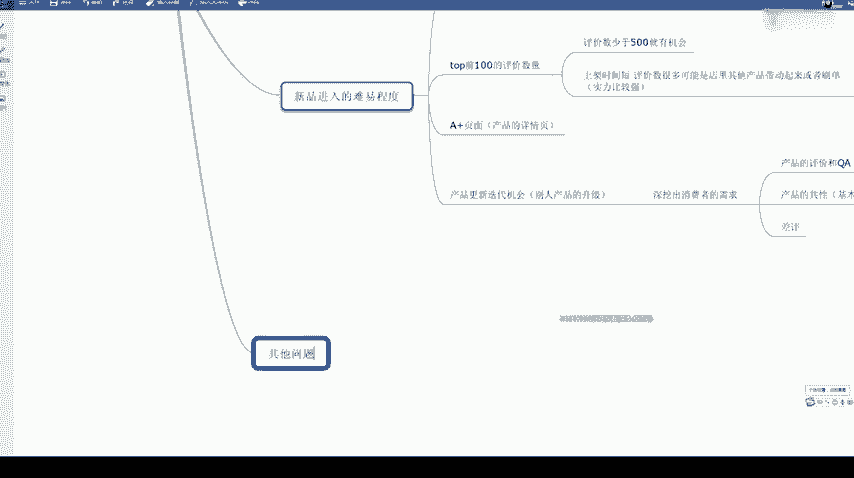 评价数少于500就有机会
top前100的评价数量
上架时间短 评价数很多可能是店里其他产品带动起来或者刷单
（实力比较强）
新品进入的难易程度
A+页面（产品的详情页）
产品的评价和QA
产品更新迭代机会（别人产品的升级）
深挖出消费者的需求
产品的共性（基本
差评
其他问题